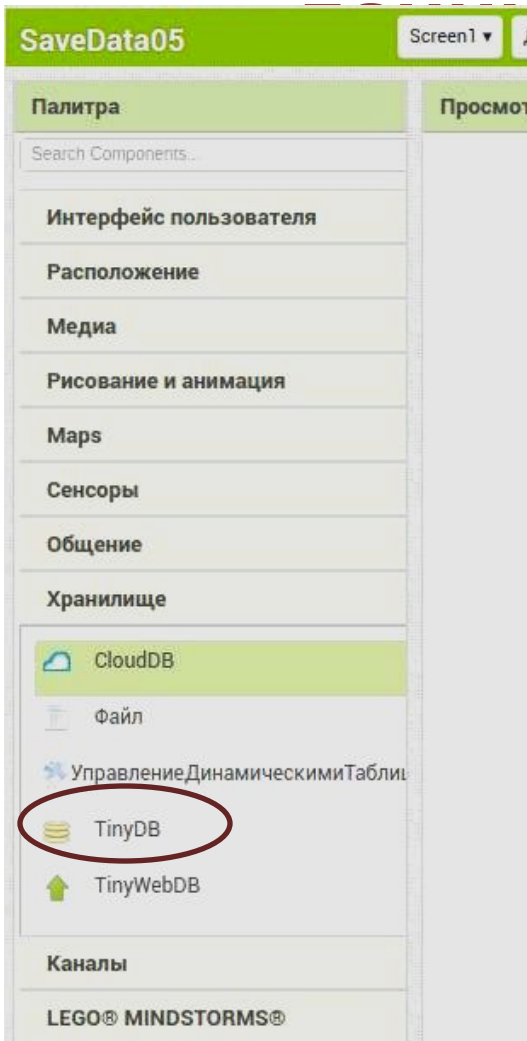 SaveData05
Screen1 ▾
Палитра
Просмот
Search Components...
Интерфейс пользователя
Расположение
Медиа
Рисование и анимация
Maps
Сенсоры
Общение
Хранилище
CloudDB
Файл
УправлениеДинамическимиТаблиц
TinyDB
TinyWebDB
Каналы
LEGO® MINDSTORMS®